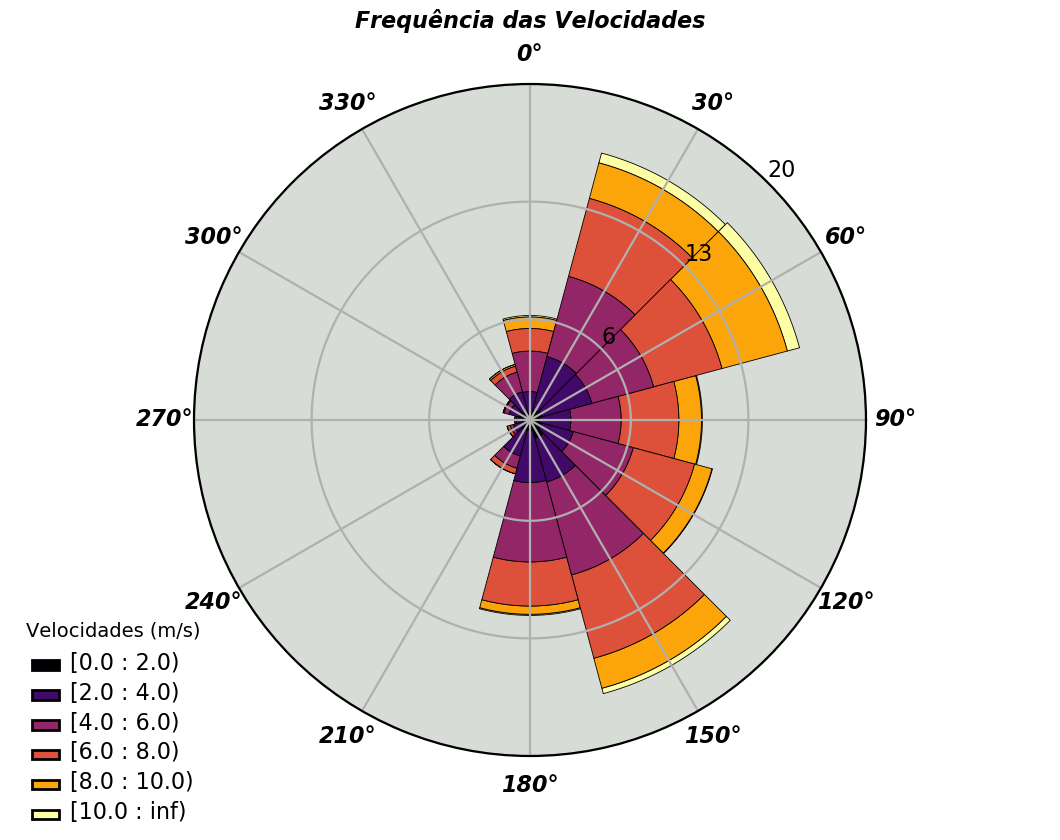 Frequência das Velocidades
0°
330°
30°
20
300°
60°
13
6
270°
90°
240°
120°
210°
150°
180°
Velocidades (m/s)
[0.0 : 2.0)
[2.0 : 4.0)
[4.0 : 6.0)
[6.0 : 8.0)
[8.0 : 10.0)
[10.0 : inf)